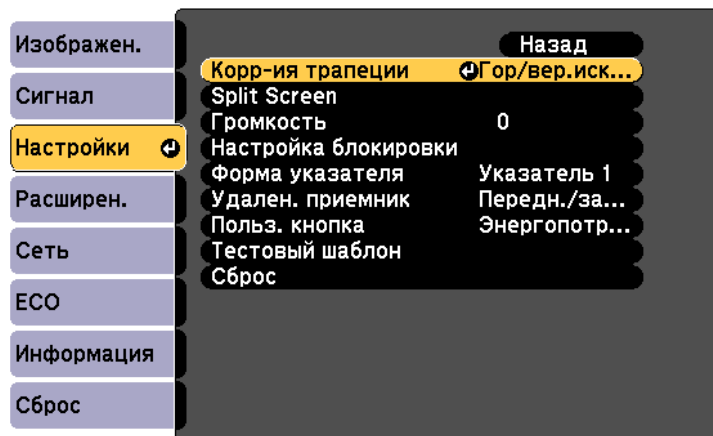 Изображен.
Сигнал
Настройки
Расширен.
Сеть
ECO
Информация
Сброс
Назад
Корр-ия трапеции Гор/вер.иск...
Split Screen
Громкость 0
Настройка блокировки
Форма указателя Указатель 1
Удален. приемник Передн./за...
Польз. кнопка Энергопотр...
Тестовый шаблон
Сброс